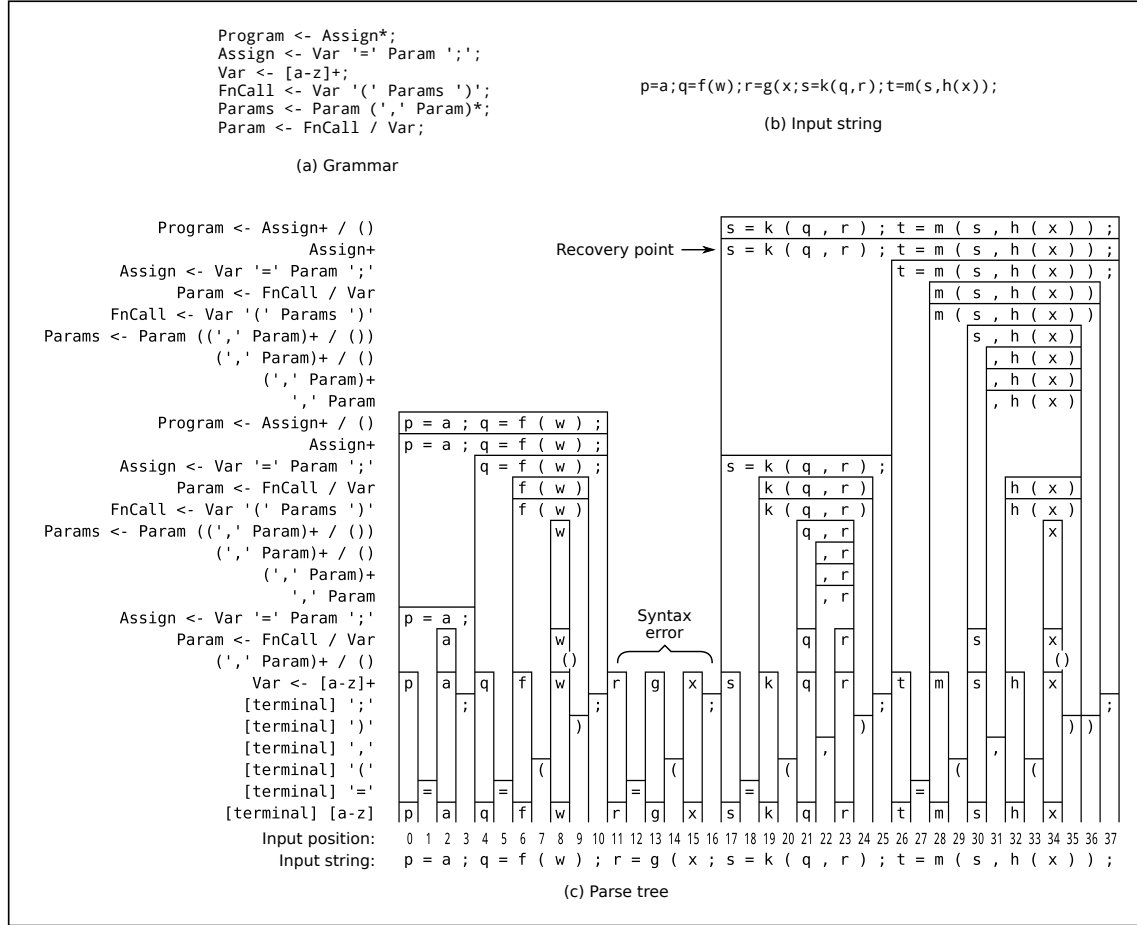 Program <- Assign*;
Assign <- Var '=' Param ';';
Var <- [a-z]+;
FnCall <- Var '(' Params ')';
Params <- Param (',' Param)*;
Param <- FnCall / Var;
(a) Grammar
p=a;q=f(w);r=g(x;s=k(q,r);t=m(s,h(x));
(b) Input string
Program <- Assign+ / () s = k ( q , r ) ; t = m ( s , h ( x ) ) ;
Assign+ Recovery point s = k ( q , r ) ; t = m ( s , h ( x ) ) ;
Assign <- Var '=' Param ';' t = m ( s , h ( x ) ) ;
Param <- FnCall / Var m ( s , h ( x ) )
FnCall <- Var '(' Params ')' m ( s , h ( x ) )
Params <- Param ((',' Param)+ / ()) s , h ( x )
(',' Param)+ / () , h ( x )
(',' Param)+ , h ( x )
',' Param , h ( x )
Program <- Assign+ / () p = a ; q = f ( w ) ;
Assign+ p = a ; q = f ( w ) ;
Assign <- Var '=' Param ';' q = f ( w ) ; s = k ( q , r ) ;
Param <- FnCall / Var f ( w ) k ( q , r ) h ( x )
FnCall <- Var '(' Params ')' f ( w ) k ( q , r ) h ( x )
Params <- Param ((',' Param)+ / ()) w q , r x
(',' Param)+ / () , r
(',' Param)+ , r
',' Param , r
Assign <- Var '=' Param ';' p = a ;
Syntax
error
Param <- FnCall / Var a w q r s x
(',' Param)+ / () () ()
Var <- [a-z]+ p a q f w r g x s k q r t m s h x
[terminal] ';' ; ; ; ; ;
[terminal] ')' ) ) ) )
[terminal] ',' , ,
[terminal] '(' ( ( ( ( (
[terminal] '=' = = = = =
[terminal] [a-z] p a q f w r g x s k q r t m s h x
Input position: 0 1 2 3 4 5 6 7 8 9 10 11 12 13 14 15 16 17 18 19 20 21 22 23 24 25 26 27 28 29 30 31 32 33 34 35 36 37
Input string: p = a ; q = f ( w ) ; r = g ( x ; s = k ( q , r ) ; t = m ( s , h ( x ) ) ;
(c) Parse tree